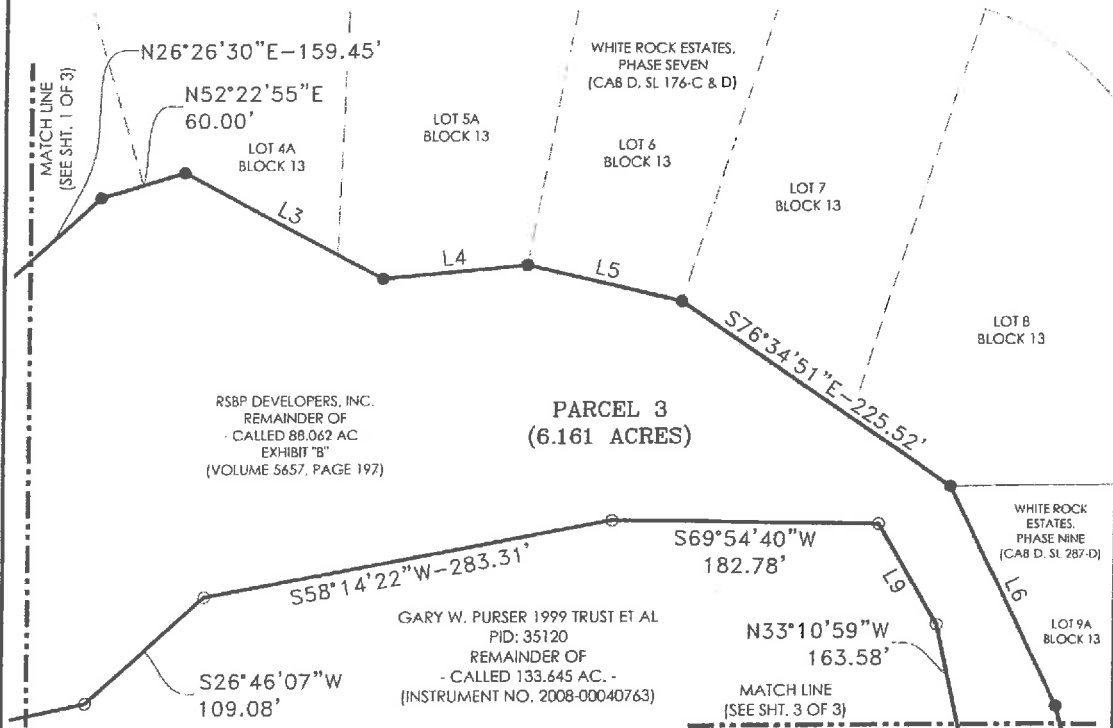 N26°26'30"E-159.45'
MATCH LINE
(SEE SHT. 1 OF 3)
N52°22'55"E
60.00'
LOT 4A
BLOCK 13
LOT 5A
BLOCK 13
WHITE ROCK ESTATES,
PHASE SEVEN
(CAB D, SL 176-C & D)
LOT 6
BLOCK 13
LOT 7
BLOCK 13
LOT 8
BLOCK 13
L3
L4
L5
S76°34'51"E-225.52'
RSBP DEVELOPERS, INC.
REMAINDER OF
- CALLED 88.062 AC
EXHIBIT "B"
(VOLUME 5657, PAGE 197)
PARCEL 3
(6.161 ACRES)
WHITE ROCK
ESTATES,
PHASE NINE
(CAB D, SL 287-D)
S69°54'40"W
182.78'
S58°14'22"W-283.31'
L9
L6
LOT 9A
BLOCK 13
GARY W. PURSER 1999 TRUST ET AL
PID: 35120
REMAINDER OF
- CALLED 133.645 AC. -
(INSTRUMENT NO. 2008-00040763)
N33°10'59"W
163.58'
S26°46'07"W
109.08'
MATCH LINE
(SEE SHT. 3 OF 3)